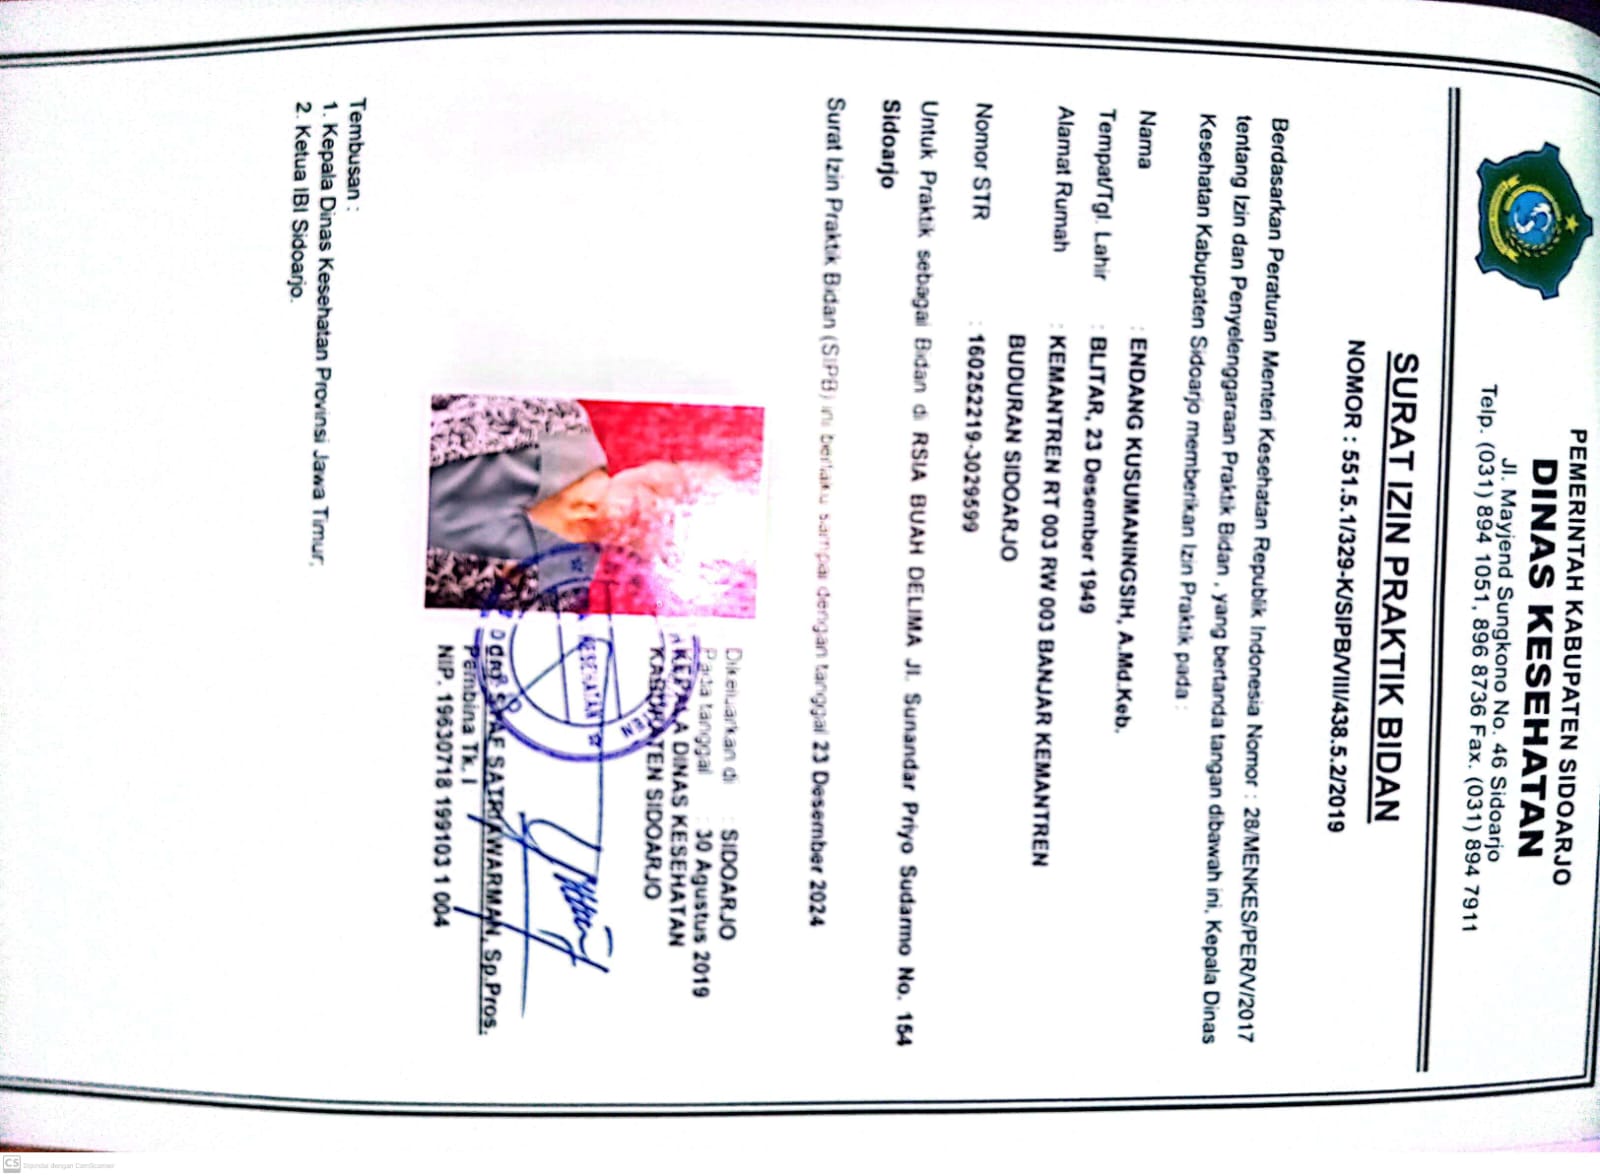 PEMERINTAH KABUPATEN SIDOARJO
DINAS KESEHATAN
Jl. Mayjend Sungkono No. 46 Sidoarjo
Telp. (031) 894 1051, 896 8736 Fax. (031) 894 7911
SURAT IZIN PRAKTIK BIDAN
NOMOR : 551.5.1/329-K/SIPB/VIII/438.5.2/2019
Berdasarkan Peraturan Menteri Kesehatan Republik Indonesia Nomor : 28/MENKES/PER/V/2017
tentang Izin dan Penyelenggaraan Praktik Bidan , yang bertanda tangan dibawah ini, Kepala Dinas
Kesehatan Kabupaten Sidoarjo memberikan Izin Praktik pada :
Nama : ENDANG KUSUMANINGSIH, A.Md.Keb.
Tempat/Tgl. Lahir : BLITAR, 23 Desember 1949
Alamat Rumah : KEMANTREN RT 003 RW 003 BANJAR KEMANTREN
BUDURAN SIDOARJO
Nomor STR : 160252219-3029599
Untuk Praktik sebagai Bidan di RSIA BUAH DELIMA Jl. Sunandar Priyo Sudarmo No. 154
Sidoarjo
Surat Izin Praktik Bidan (SIPB) ini berlaku sampai dengan tanggal 23 Desember 2024
Dikeluarkan di : SIDOARJO
Pada tanggal : 30 Agustus 2019
KEPALA DINAS KESEHATAN
KABUPATEN SIDOARJO
KESEHATAN
SATRIAWARMAN, Sp.Pros.
Pembina Tk. I
NIP. 19630718 199103 1 004
Tembusan :
1. Kepala Dinas Kesehatan Provinsi Jawa Timur;
2. Ketua IBI Sidoarjo.
CS Dipindai dengan CamScanner